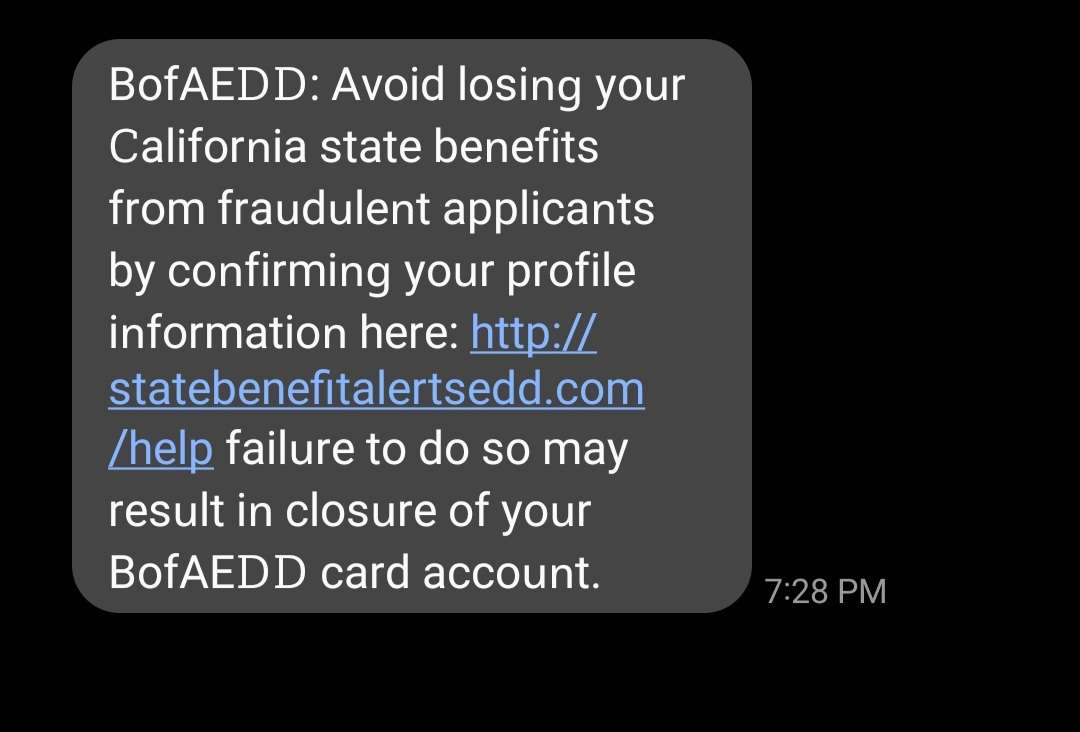 BofAEDD: Avoid losing your
California state benefits
from fraudulent applicants
by confirming your profile
information here: http://
statebenefitalertsedd.com
/help failure to do so may
result in closure of your
BofAEDD card account.
7:28 PM